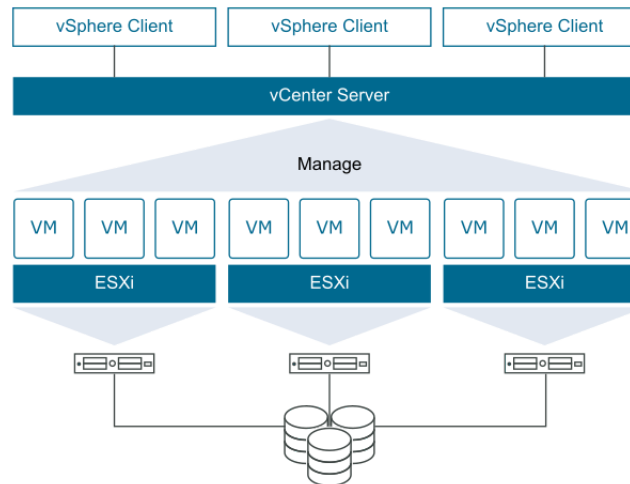 vSphere Client vSphere Client vSphere Client
vCenter Server
Manage
VM VM VM VM VM VM VM VM VM
ESXi ESXi ESXi